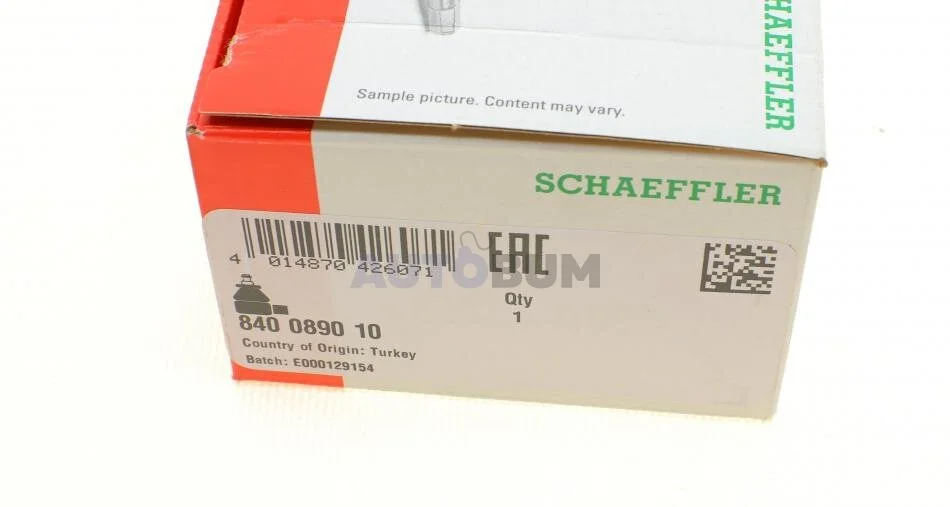 Sample picture. Content may vary.
SCHAEFFLER
SCHAEFFLER
4 014870 426071
EAC
AUTOBUM
Qty
1
840 0890 10
Country of Origin: Turkey
Batch: E000129154